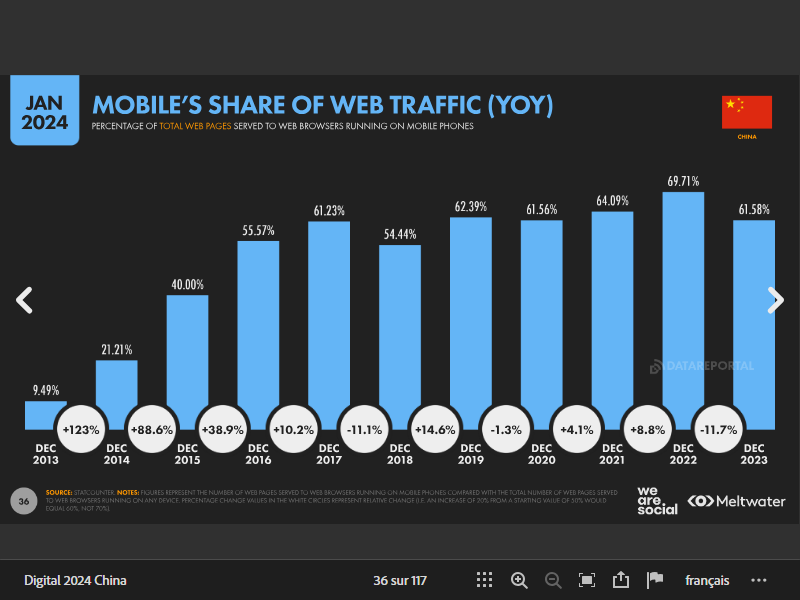 JAN
2024
MOBILE'S SHARE OF WEB TRAFFIC (YOY)
PERCENTAGE OF TOTAL WEB PAGES SERVED TO WEB BROWSERS RUNNING ON MOBILE PHONES
CHINA
9.49%
21.21%
40.00%
55.57%
61.23%
54.44%
62.39%
61.56%
64.09%
69.71%
61.58%
DATAREPORTAL
+123%
+88.6%
+38.9%
+10.2%
-11.1%
+14.6%
-1.3%
+4.1%
+8.8%
-11.7%
DEC
2013
DEC
2014
DEC
2015
DEC
2016
DEC
2017
DEC
2018
DEC
2019
DEC
2020
DEC
2021
DEC
2022
DEC
2023
36
SOURCE: STATCOUNTER. NOTES: FIGURES REPRESENT THE NUMBER OF WEB PAGES SERVED TO WEB BROWSERS RUNNING ON MOBILE PHONES COMPARED WITH THE TOTAL NUMBER OF WEB PAGES SERVED
TO WEB BROWSERS RUNNING ON ANY DEVICE. PERCENTAGE CHANGE VALUES IN THE WHITE CIRCLES REPRESENT RELATIVE CHANGE (I.E. AN INCREASE OF 20% FROM A STARTING VALUE OF 50% WOULD
EQUAL 60%, NOT 70%).
we
are.
social
Meltwater
Digital 2024 China
36 sur 117
français